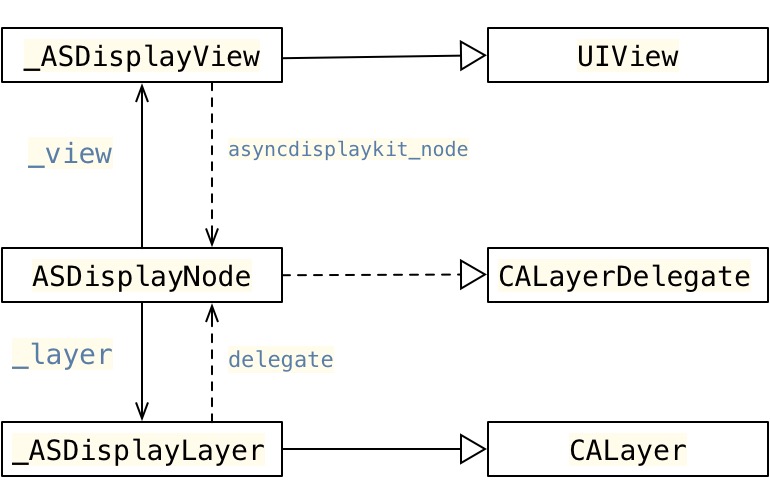 _ASDisplayView
UIView
_view
asyncdisplaykit_node
ASDisplayNode
CALayerDelegate
_layer
delegate
_ASDisplayLayer
CALayer